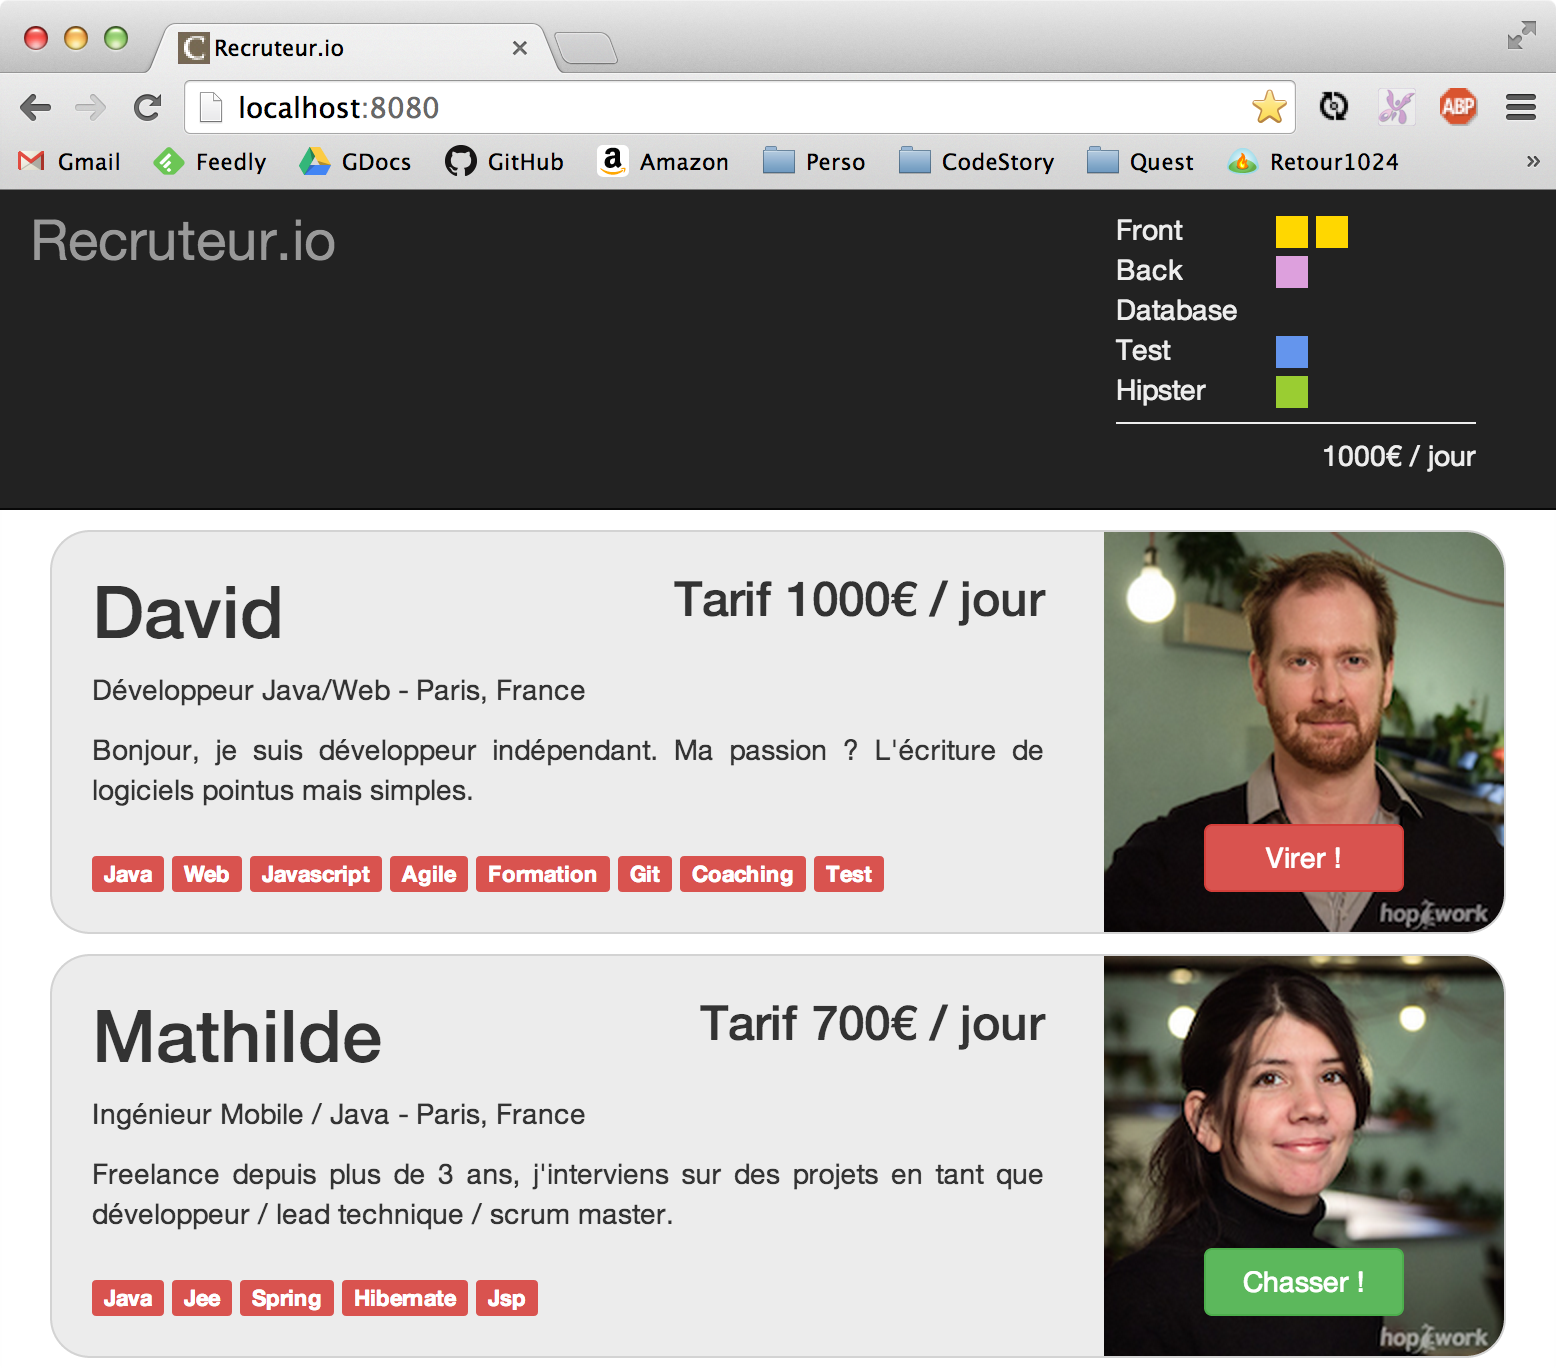 Recruteur.io
localhost:8080
Gmail Feedly GDocs GitHub Amazon Perso CodeStory Quest Retour1024 »
ABP
Recruteur.io
Front
Back
Database
Test
Hipster
1000€ / jour
David
Tarif 1000€ / jour
Développeur Java/Web - Paris, France
Bonjour, je suis développeur indépendant. Ma passion ? L'écriture de
logiciels pointus mais simples.
Java Web Javascript Agile Formation Git Coaching Test
Virer !
hopwork
Mathilde
Tarif 700€ / jour
Ingénieur Mobile / Java - Paris, France
Freelance depuis plus de 3 ans, j'interviens sur des projets en tant que
développeur / lead technique / scrum master.
Java Jee Spring Hibernate Jsp
Chasser !
hopwork